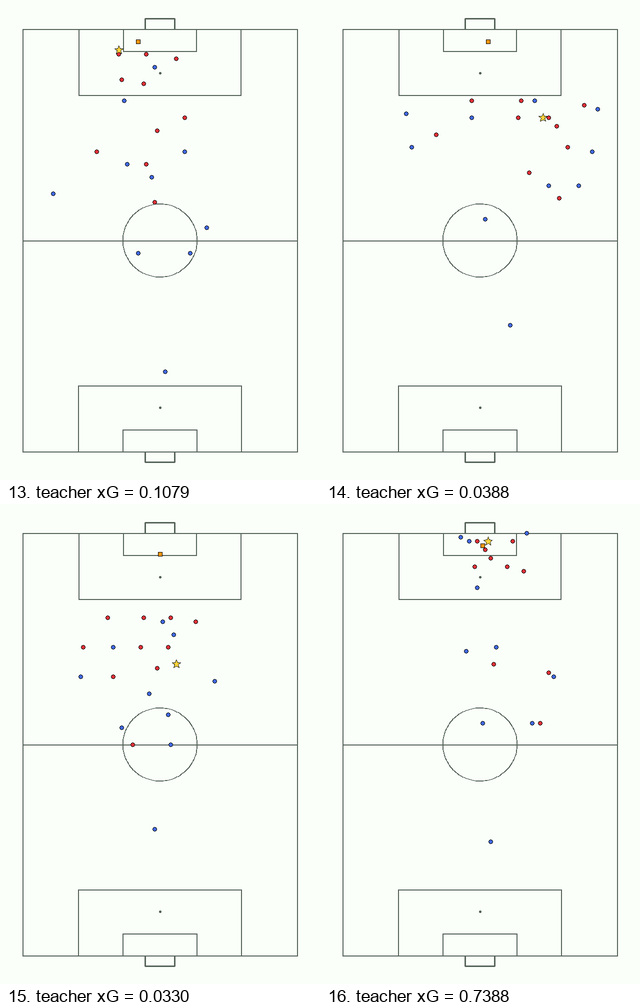 13. teacher xG = 0.1079
14. teacher xG = 0.0388
15. teacher xG = 0.0330
16. teacher xG = 0.7388